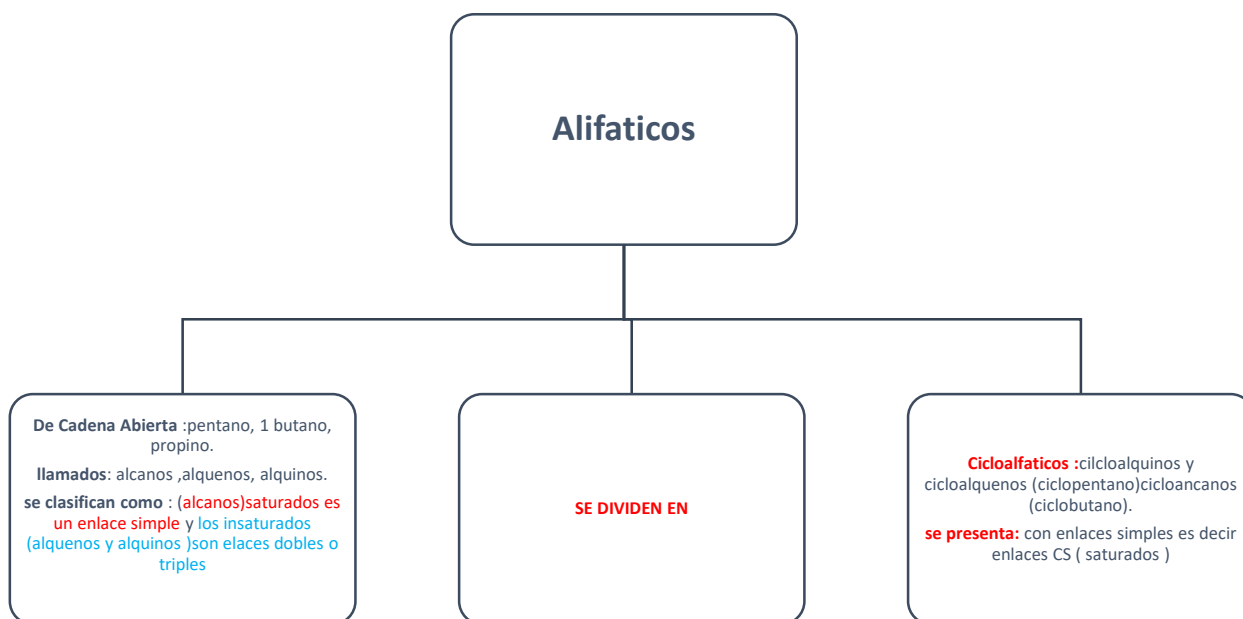 Alifaticos
De Cadena Abierta :pentano, 1 butano,
propino.
llamados: alcanos ,alquenos, alquinos.
se clasifican como : (alcanos)saturados es
un enlace simple y los insaturados
(alquenos y alquinos )son elaces dobles o
triples
SE DIVIDEN EN
Cicloalfaticos :cilcloalquinos y
cicloalquenos (ciclopentano)cicloancanos
(ciclobutano).
se presenta: con enlaces simples es decir
enlaces CS ( saturados )